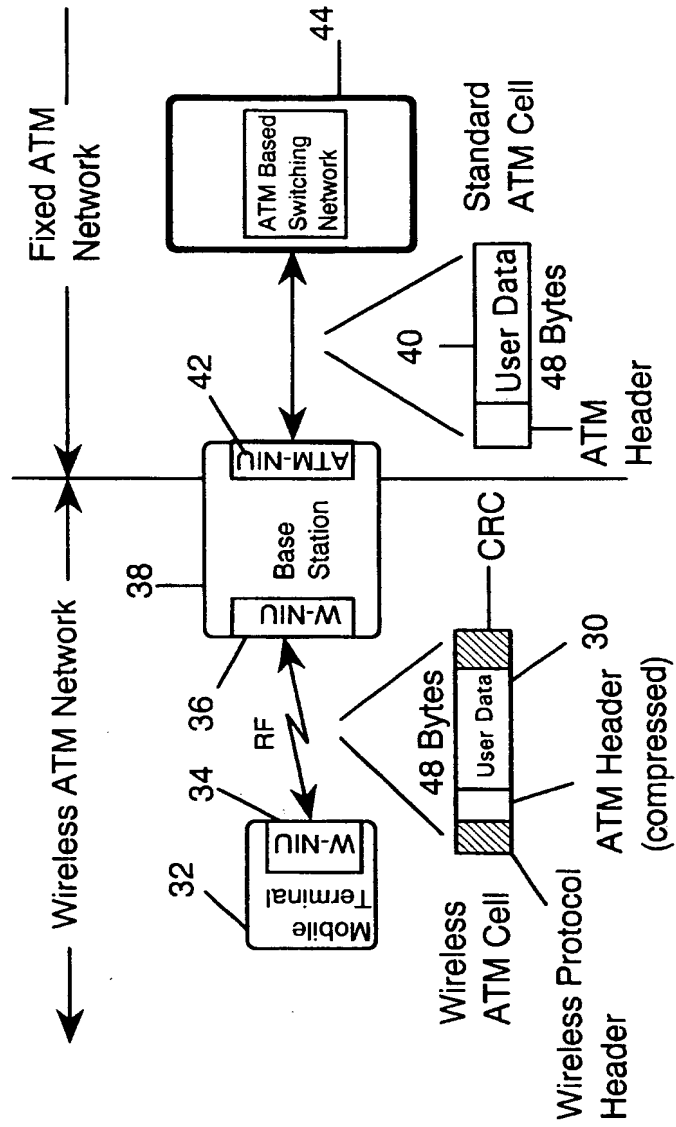 Wireless ATM Network
Fixed ATM
Network
32
34
36
38
42
44
Mobile
Terminal
W-NIU
RF
W-NIU
Base
Station
ATM-NIU
ATM Based
Switching
Network
Wireless
ATM Cell
48 Bytes
User Data
CRC
30
ATM Header
(compressed)
Wireless Protocol
Header
40
User Data
48 Bytes
ATM
Header
Standard
ATM Cell